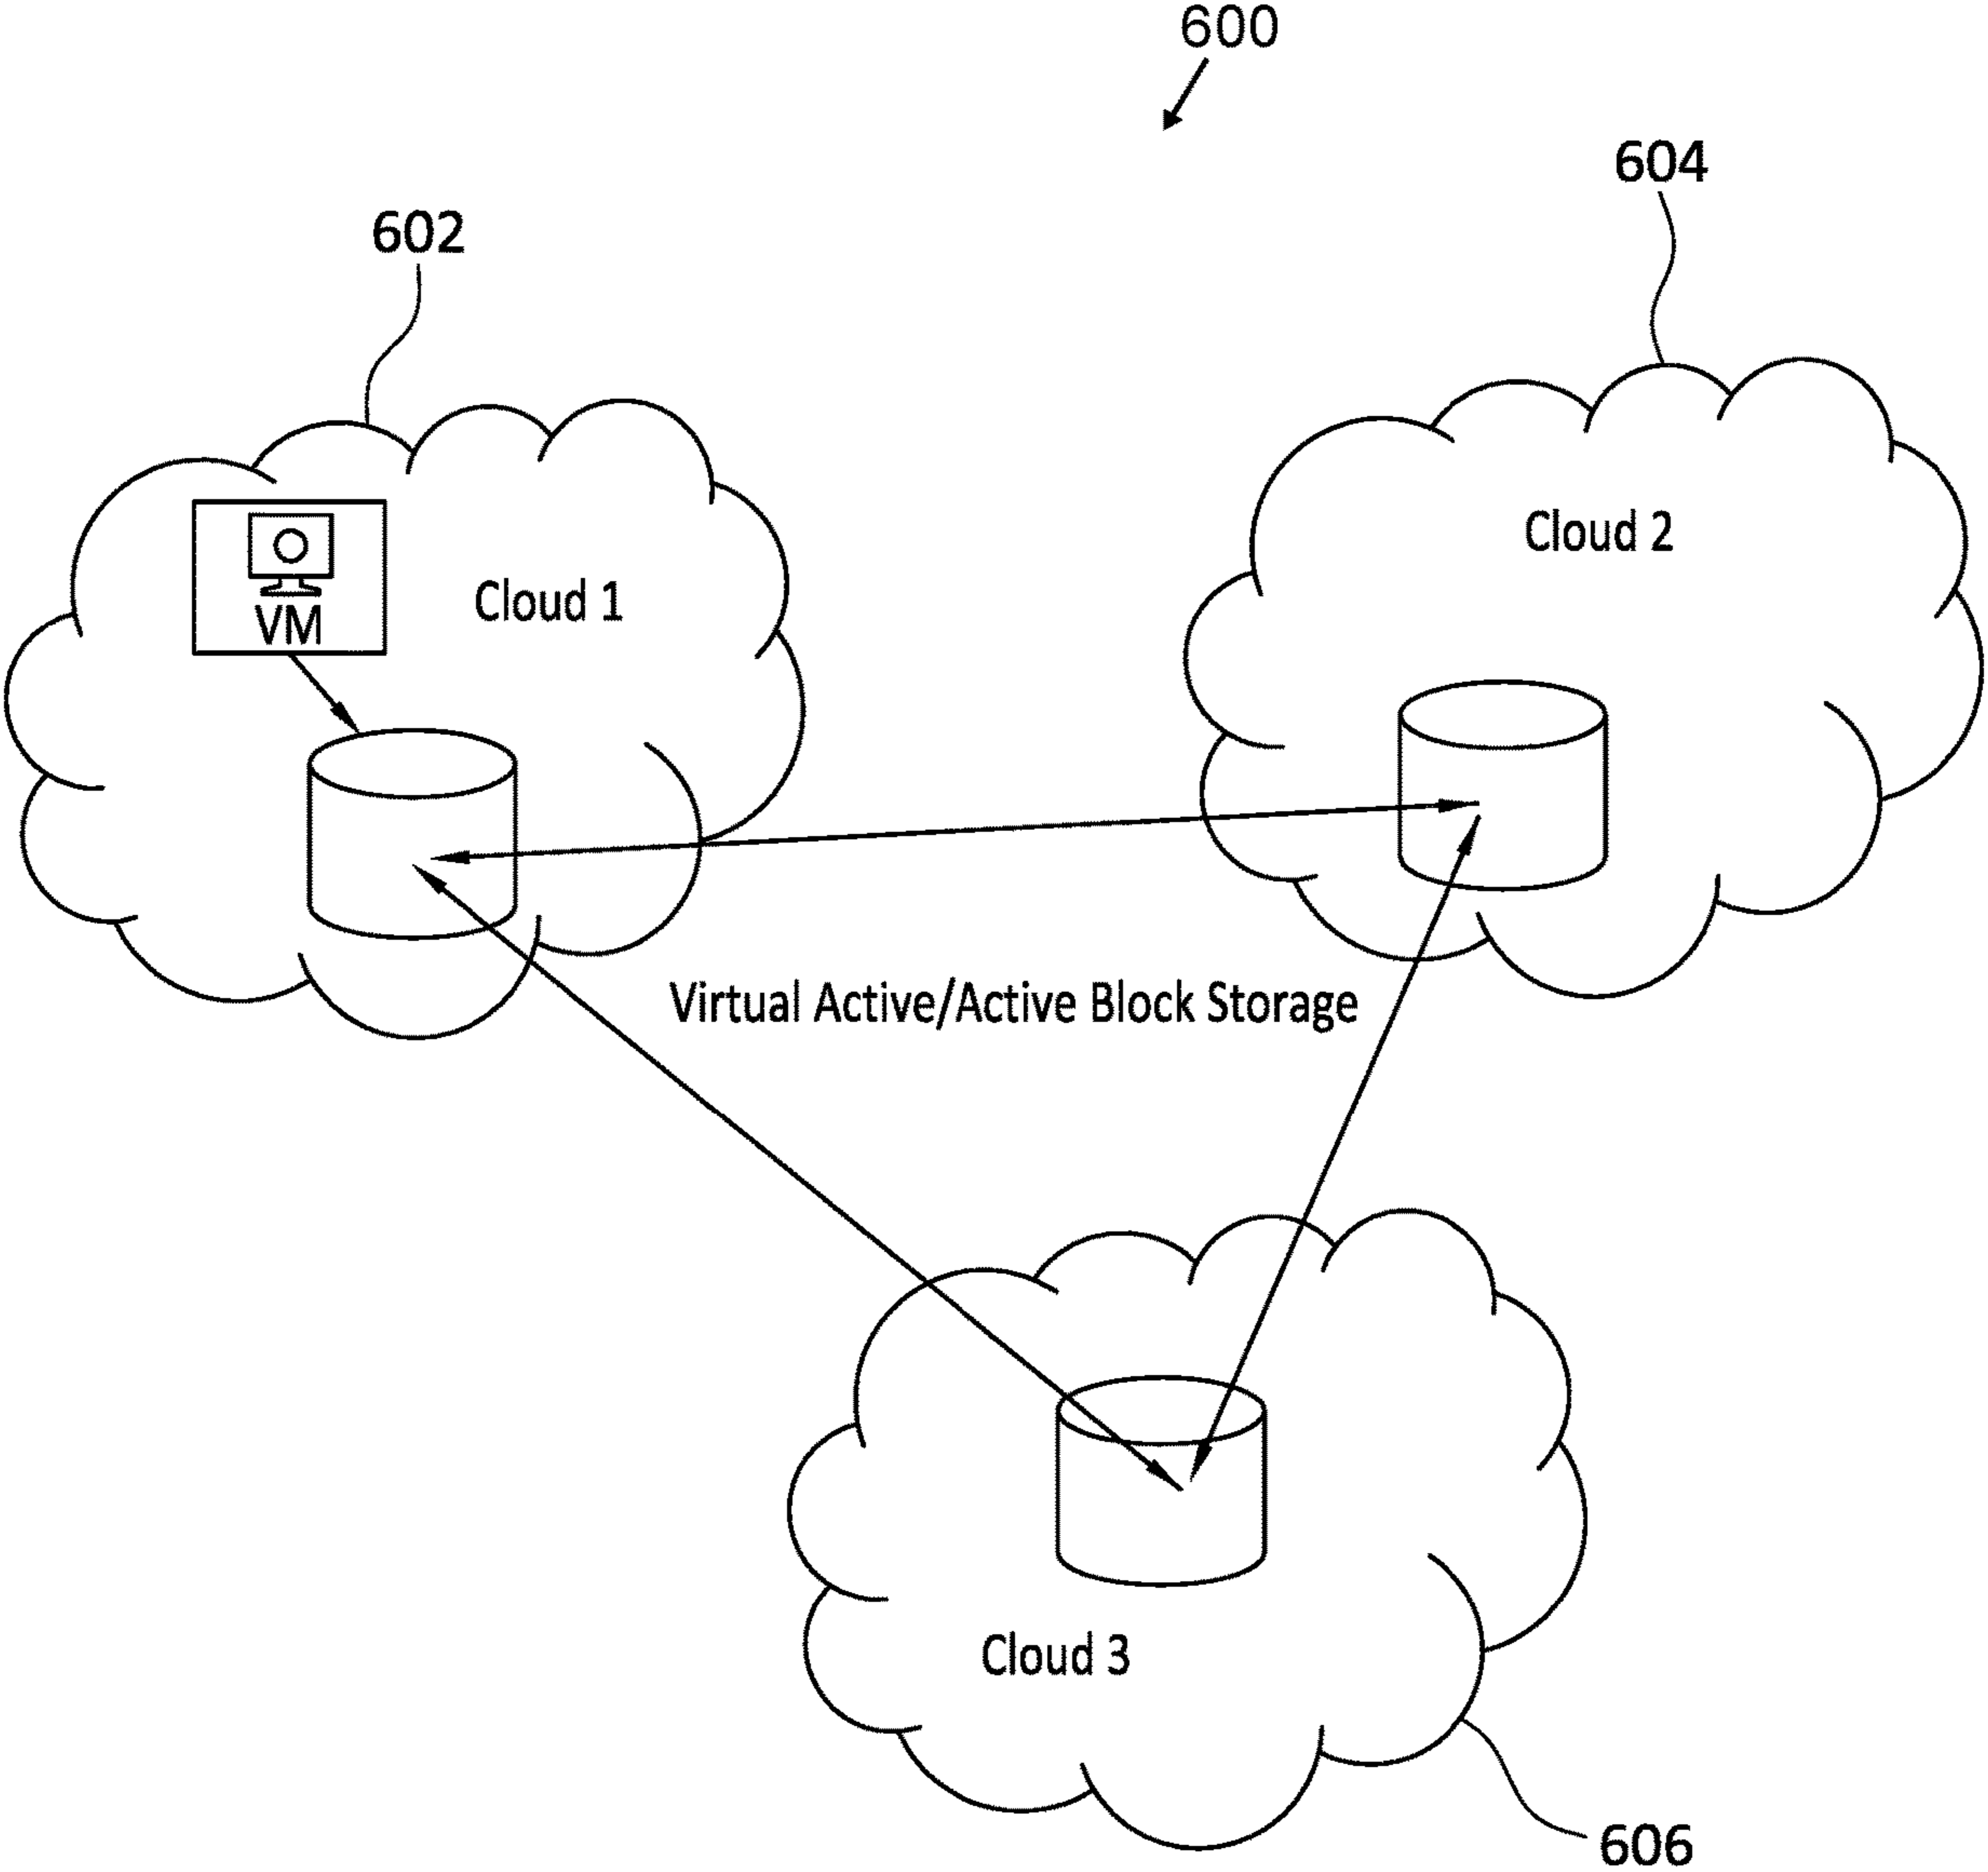 600
604
602
Cloud 2
Cloud 1
VM
Virtual Active/Active Block Storage
Cloud 3
606